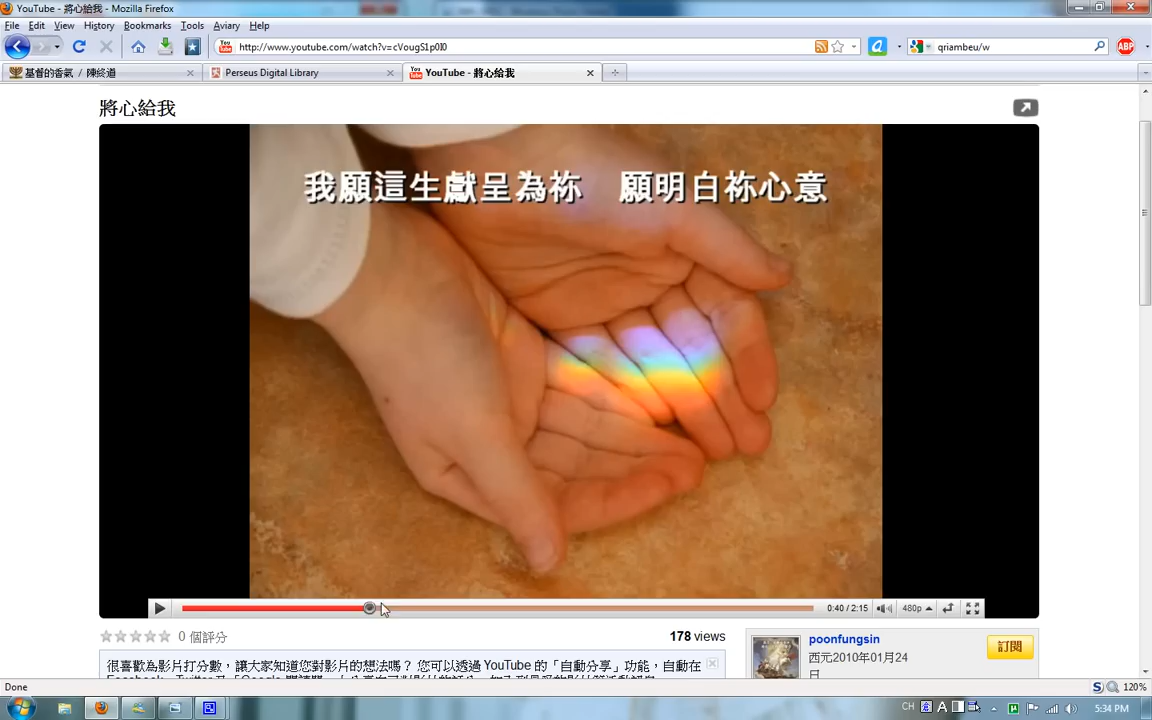 YouTube - 將心給我 - Mozilla Firefox
File Edit View History Bookmarks Tools Aviary Help
http://www.youtube.com/watch?v=cVougS1p0I0
qriambeu/w
ABP
基督的香氣 / 陳終道
Perseus Digital Library
YouTube - 將心給我
將心給我
我願這生獻呈為祢 願明白祢心意
0:40 / 2:15
480p
0 個評分
178 views
poonfungsin
西元2010年01月24
日
訂閱
很喜歡為影片打分數，讓大家知道您對影片的想法嗎？ 您可以透過 YouTube 的「自動分享」功能，自動在
Done
120%
CH
5:34 PM